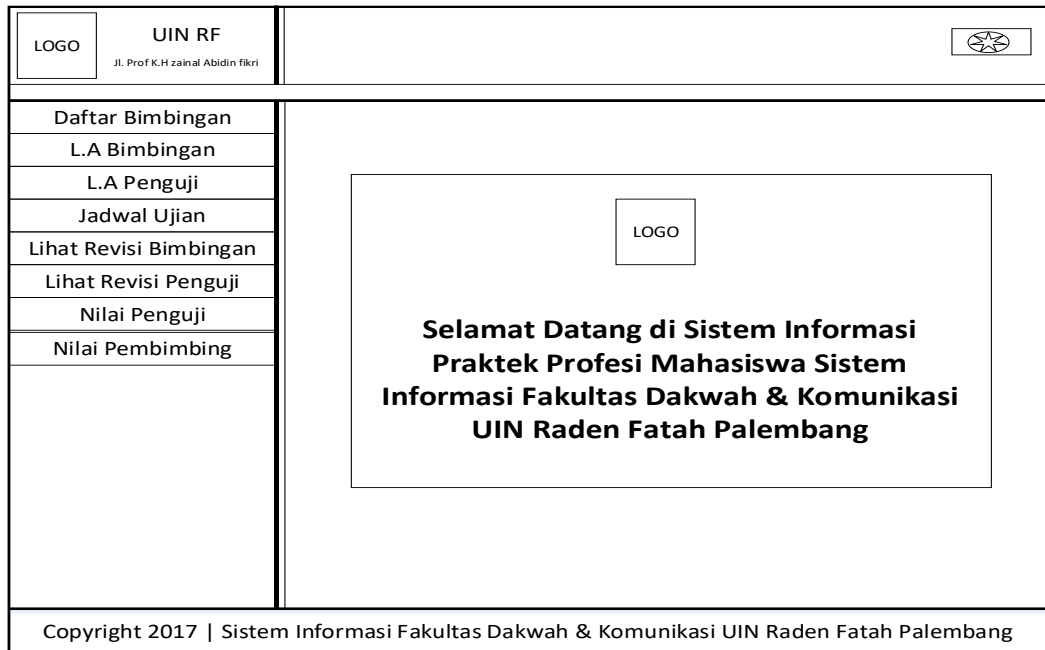 LOGO
UIN RF
Jl. Prof K.H zainal Abidin fikri
Daftar Bimbingan
L.A Bimbingan
L.A Penguji
Jadwal Ujian
Lihat Revisi Bimbingan
Lihat Revisi Penguji
Nilai Penguji
Nilai Pembimbing
LOGO
Selamat Datang di Sistem Informasi
Praktek Profesi Mahasiswa Sistem
Informasi Fakultas Dakwah & Komunikasi
UIN Raden Fatah Palembang
Copyright 2017 | Sistem Informasi Fakultas Dakwah & Komunikasi UIN Raden Fatah Palembang